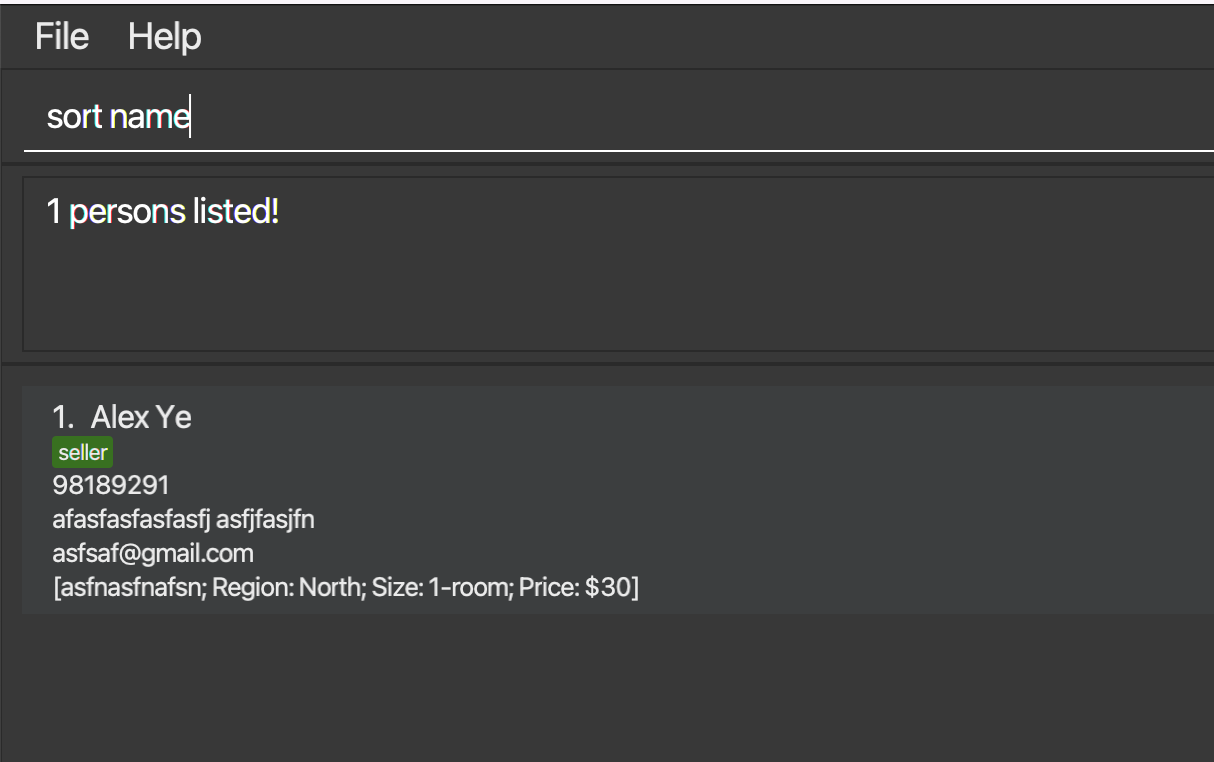 File Help
sort name
1 persons listed!
1. Alex Ye
seller
98189291
afasfasfasfasfj asfjfasjfn
asfsaf@gmail.com
[asfnasfnafsn; Region: North; Size: 1-room; Price: $30]